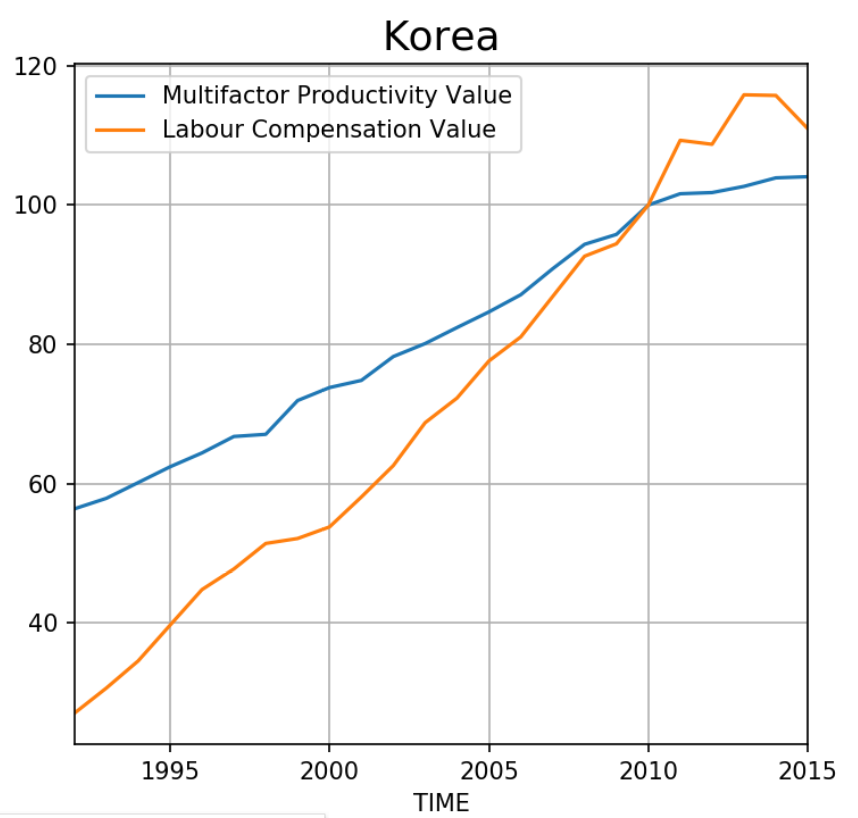 Korea
Multifactor Productivity Value
Labour Compensation Value
120
100
80
60
40
1995 2000 2005 2010 2015
TIME